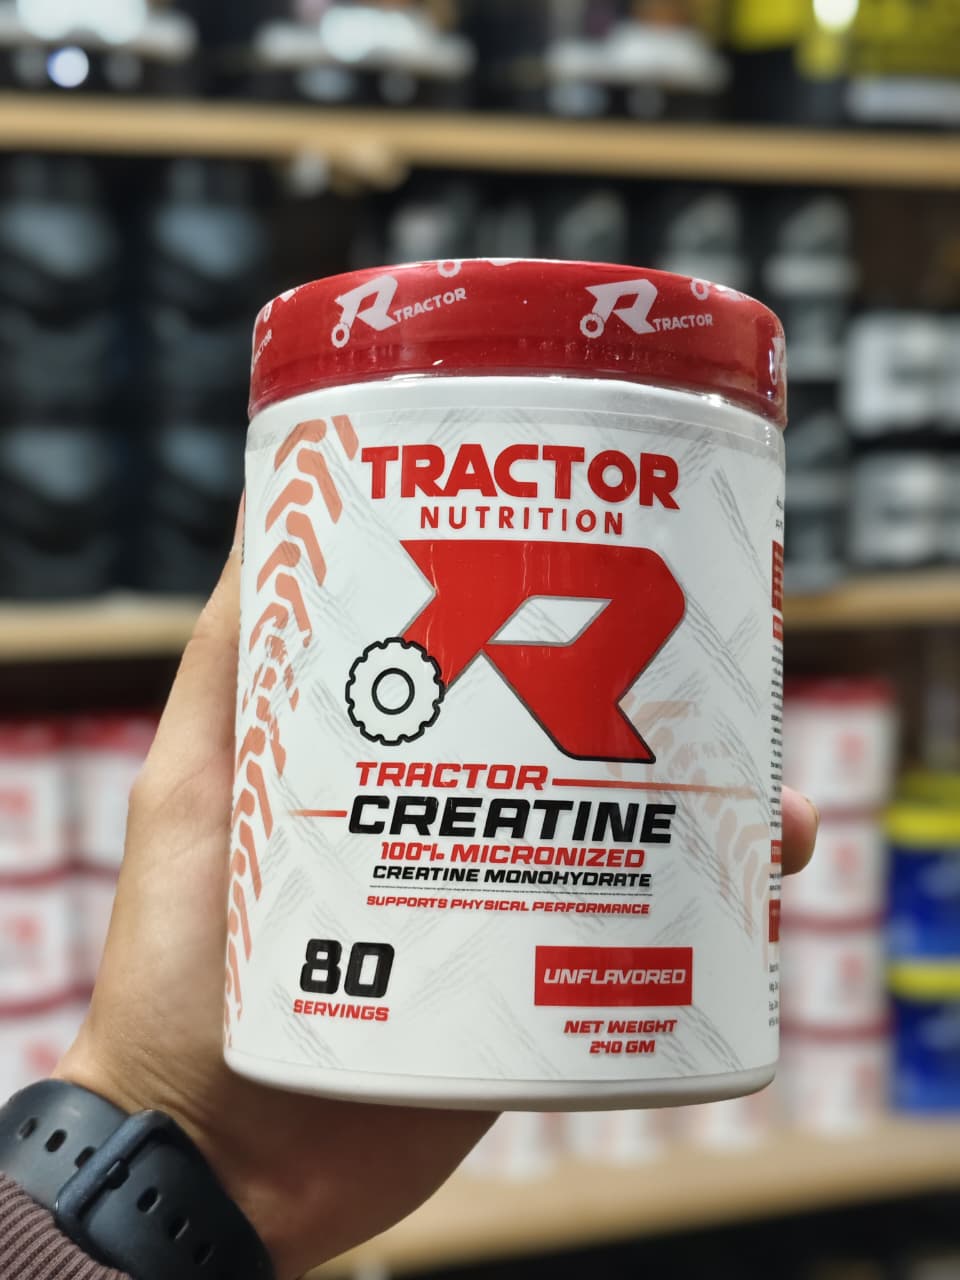 TRACTOR
TRACTOR
TRACTOR
NUTRITION
TRACTOR
CREATINE
100% MICRONIZED
CREATINE MONOHYDRATE
SUPPORTS PHYSICAL PERFORMANCE
80
SERVINGS
UNFLAVORED
NET WEIGHT
240 GM